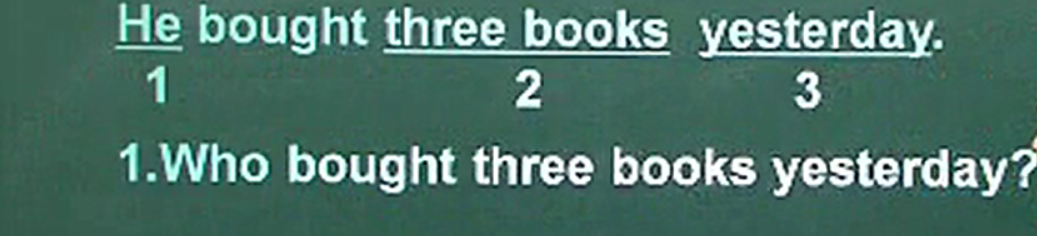 He bought three books yesterday.
1 2 3
1.Who bought three books yesterday?